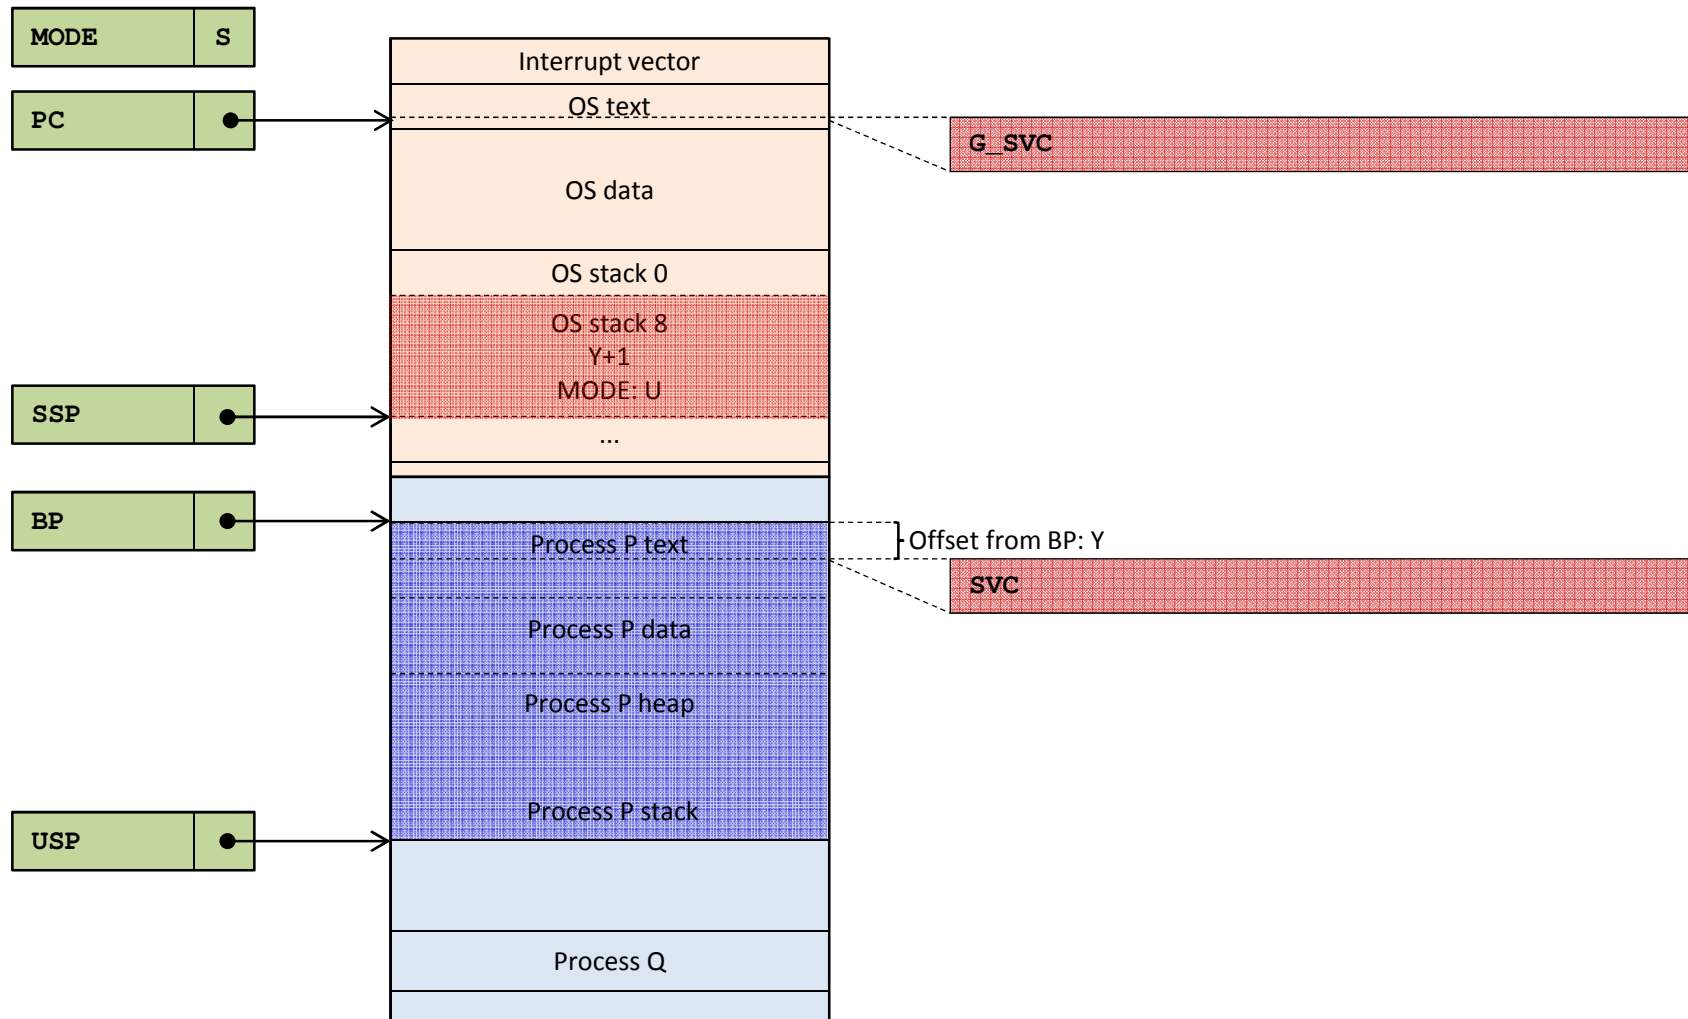 MODE S
Interrupt vector
PC
OS text
G_SVC
OS data
OS stack 0
OS stack 8
Y+1
MODE: U
SSP
...
BP
Process P text
Offset from BP: Y
SVC
Process P data
Process P heap
Process P stack
USP
Process Q